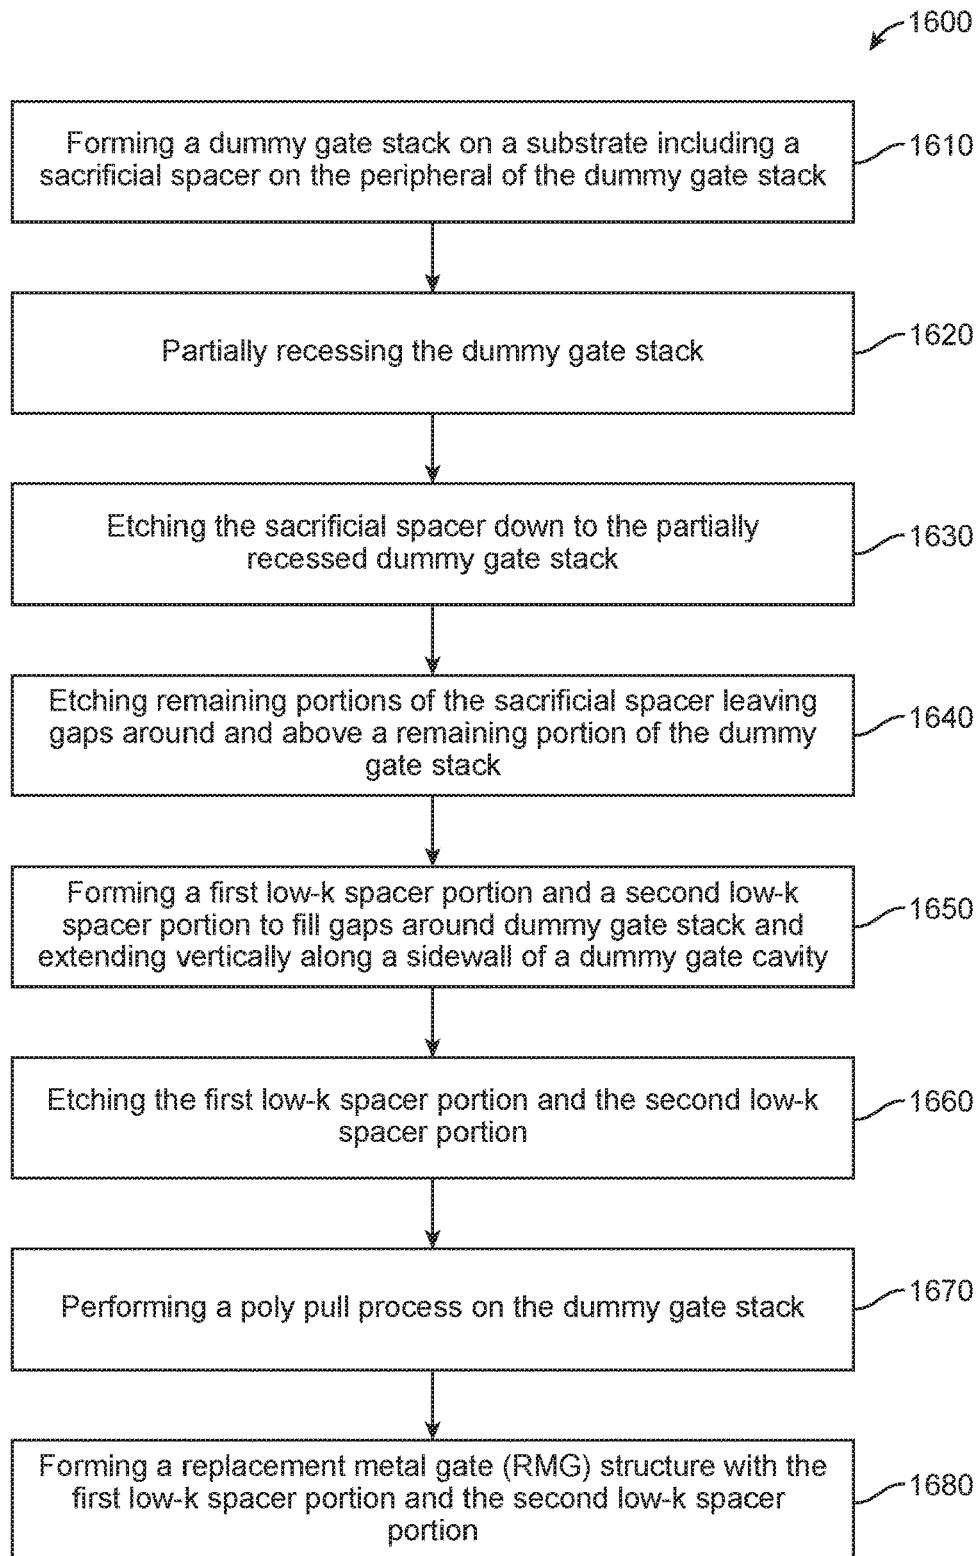 1600
Forming a dummy gate stack on a substrate including a
sacrificial spacer on the peripheral of the dummy gate stack
1610
Partially recessing the dummy gate stack
1620
Etching the sacrificial spacer down to the partially
recessed dummy gate stack
1630
Etching remaining portions of the sacrificial spacer leaving
gaps around and above a remaining portion of the dummy
gate stack
1640
Forming a first low-k spacer portion and a second low-k
spacer portion to fill gaps around dummy gate stack and
extending vertically along a sidewall of a dummy gate cavity
1650
Etching the first low-k spacer portion and the second low-k
spacer portion
1660
Performing a poly pull process on the dummy gate stack
1670
Forming a replacement metal gate (RMG) structure with the
first low-k spacer portion and the second low-k spacer
portion
1680